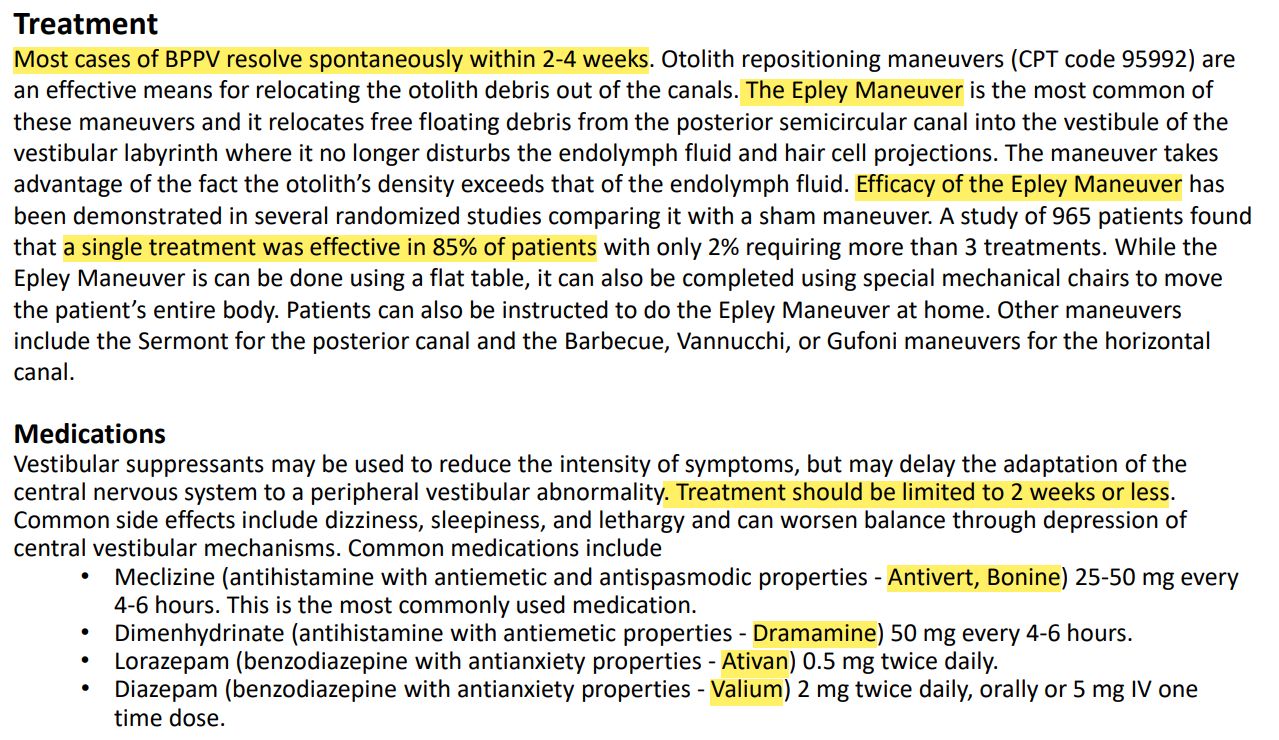 Treatment
Most cases of BPPV resolve spontaneously within 2-4 weeks. Otolith repositioning maneuvers (CPT code 95992) are
an effective means for relocating the otolith debris out of the canals. The Epley Maneuver is the most common of
these maneuvers and it relocates free floating debris from the posterior semicircular canal into the vestibule of the
vestibular labyrinth where it no longer disturbs the endolymph fluid and hair cell projections. The maneuver takes
advantage of the fact the otolith's density exceeds that of the endolymph fluid. Efficacy of the Epley Maneuver has
been demonstrated in several randomized studies comparing it with a sham maneuver. A study of 965 patients found
that a single treatment was effective in 85% of patients with only 2% requiring more than 3 treatments. While the
Epley Maneuver is can be done using a flat table, it can also be completed using special mechanical chairs to move
the patient's entire body. Patients can also be instructed to do the Epley Maneuver at home. Other maneuvers
include the Sermont for the posterior canal and the Barbecue, Vannucchi, or Gufoni maneuvers for the horizontal
canal.
Medications
Vestibular suppressants may be used to reduce the intensity of symptoms, but may delay the adaptation of the
central nervous system to a peripheral vestibular abnormality. Treatment should be limited to 2 weeks or less.
Common side effects include dizziness, sleepiness, and lethargy and can worsen balance through depression of
central vestibular mechanisms. Common medications include
• Meclizine (antihistamine with antiemetic and antispasmodic properties - Antivert, Bonine) 25-50 mg every
4-6 hours. This is the most commonly used medication.
• Dimenhydrinate (antihistamine with antiemetic properties - Dramamine) 50 mg every 4-6 hours.
• Lorazepam (benzodiazepine with antianxiety properties - Ativan) 0.5 mg twice daily.
• Diazepam (benzodiazepine with antianxiety properties - Valium) 2 mg twice daily, orally or 5 mg IV one
time dose.